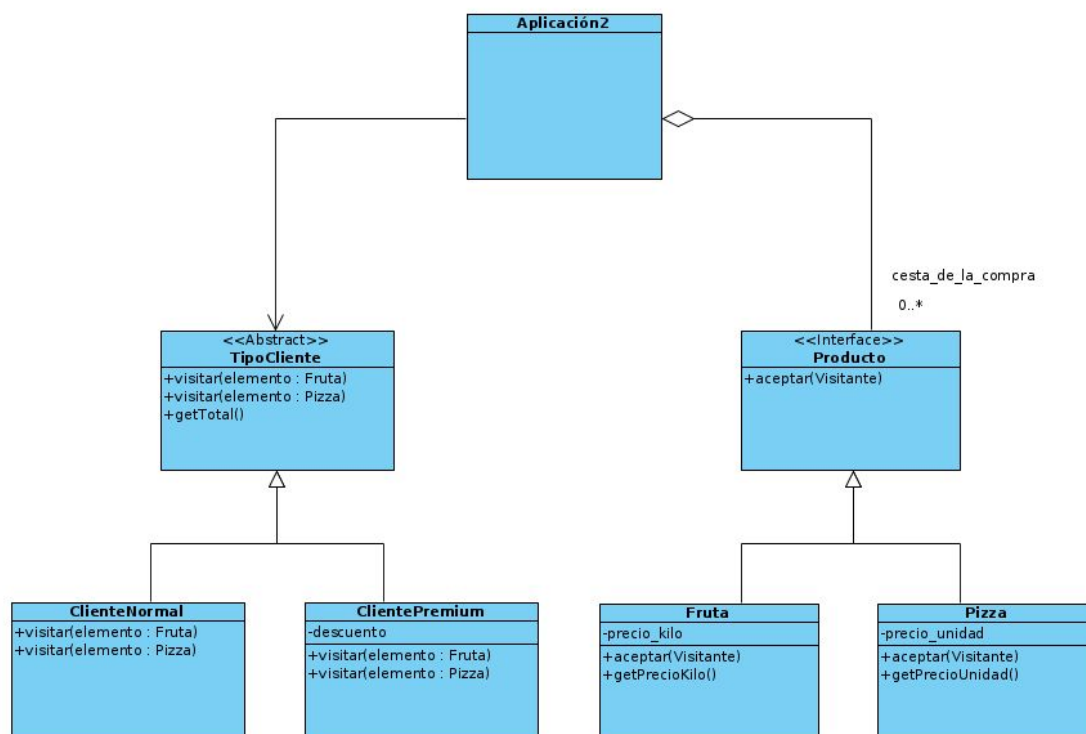 Aplicación2
cesta_de_la_compra
0..*
<<Abstract>>
TipoCliente
+visitar(elemento : Fruta)
+visitar(elemento : Pizza)
+getTotal()
<<Interface>>
Producto
+aceptar(Visitante)
ClienteNormal
+visitar(elemento : Fruta)
+visitar(elemento : Pizza)
ClientePremium
-descuento
+visitar(elemento : Fruta)
+visitar(elemento : Pizza)
Fruta
-precio_kilo
+aceptar(Visitante)
+getPrecioKilo()
Pizza
-precio_unidad
+aceptar(Visitante)
+getPrecioUnidad()